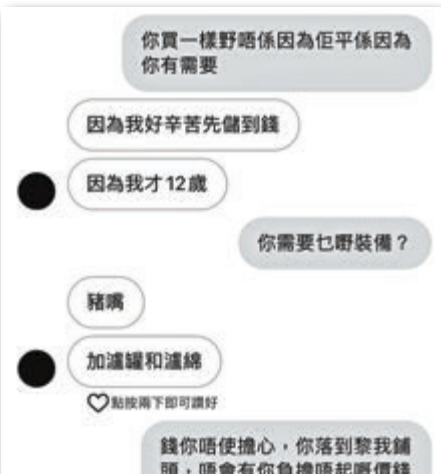 你買一樣野唔係因為佢平係因為
你有需要
因為我好辛苦先儲到錢
因為我才12歲
你需要乜嘢裝備？
豬嘴
加濾罐和濾綿
點按兩下即可讚好
錢你唔使擔心，你落到黎我鋪
頭，唔會有你負擔唔起嘅價錢